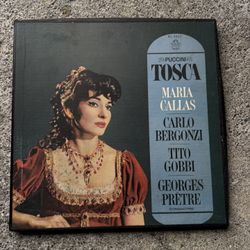 PUCCINI
TOSCA
MARIA
CALLAS
CARLO
BERGONZI
TITO
GOBBI
GEORGES
PRÊTRE